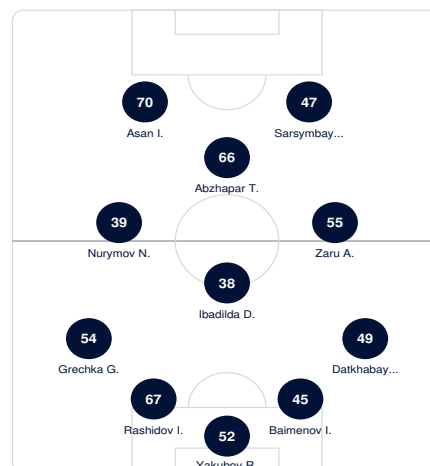 70
47
Asan I.
Sarsymbay...
66
Abzhapar T.
39
55
Nurymov N.
Zaru A.
38
Ibadilda D.
54
49
Grechka G.
Datkhabay...
67
45
Rashidov I.
Baimenov I.
52
Yakubov R.